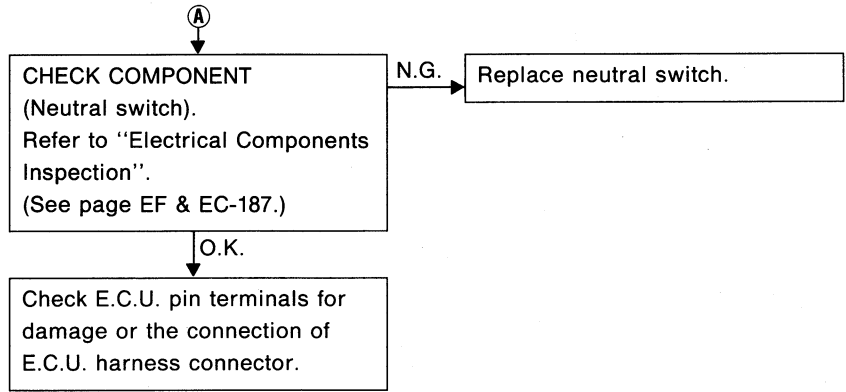 A
CHECK COMPONENT
(Neutral switch).
Refer to "Electrical Components
Inspection".
(See page EF & EC-187.)
N.G.
Replace neutral switch.
O.K.
Check E.C.U. pin terminals for
damage or the connection of
E.C.U. harness connector.